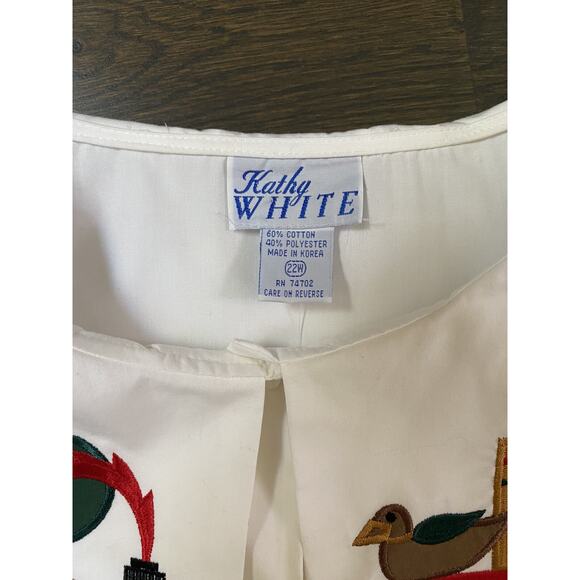 Kathy
WHITE
60% COTTON
40% POLYESTER
MADE IN KOREA
22W
RN 74702
CARE ON REVERSE